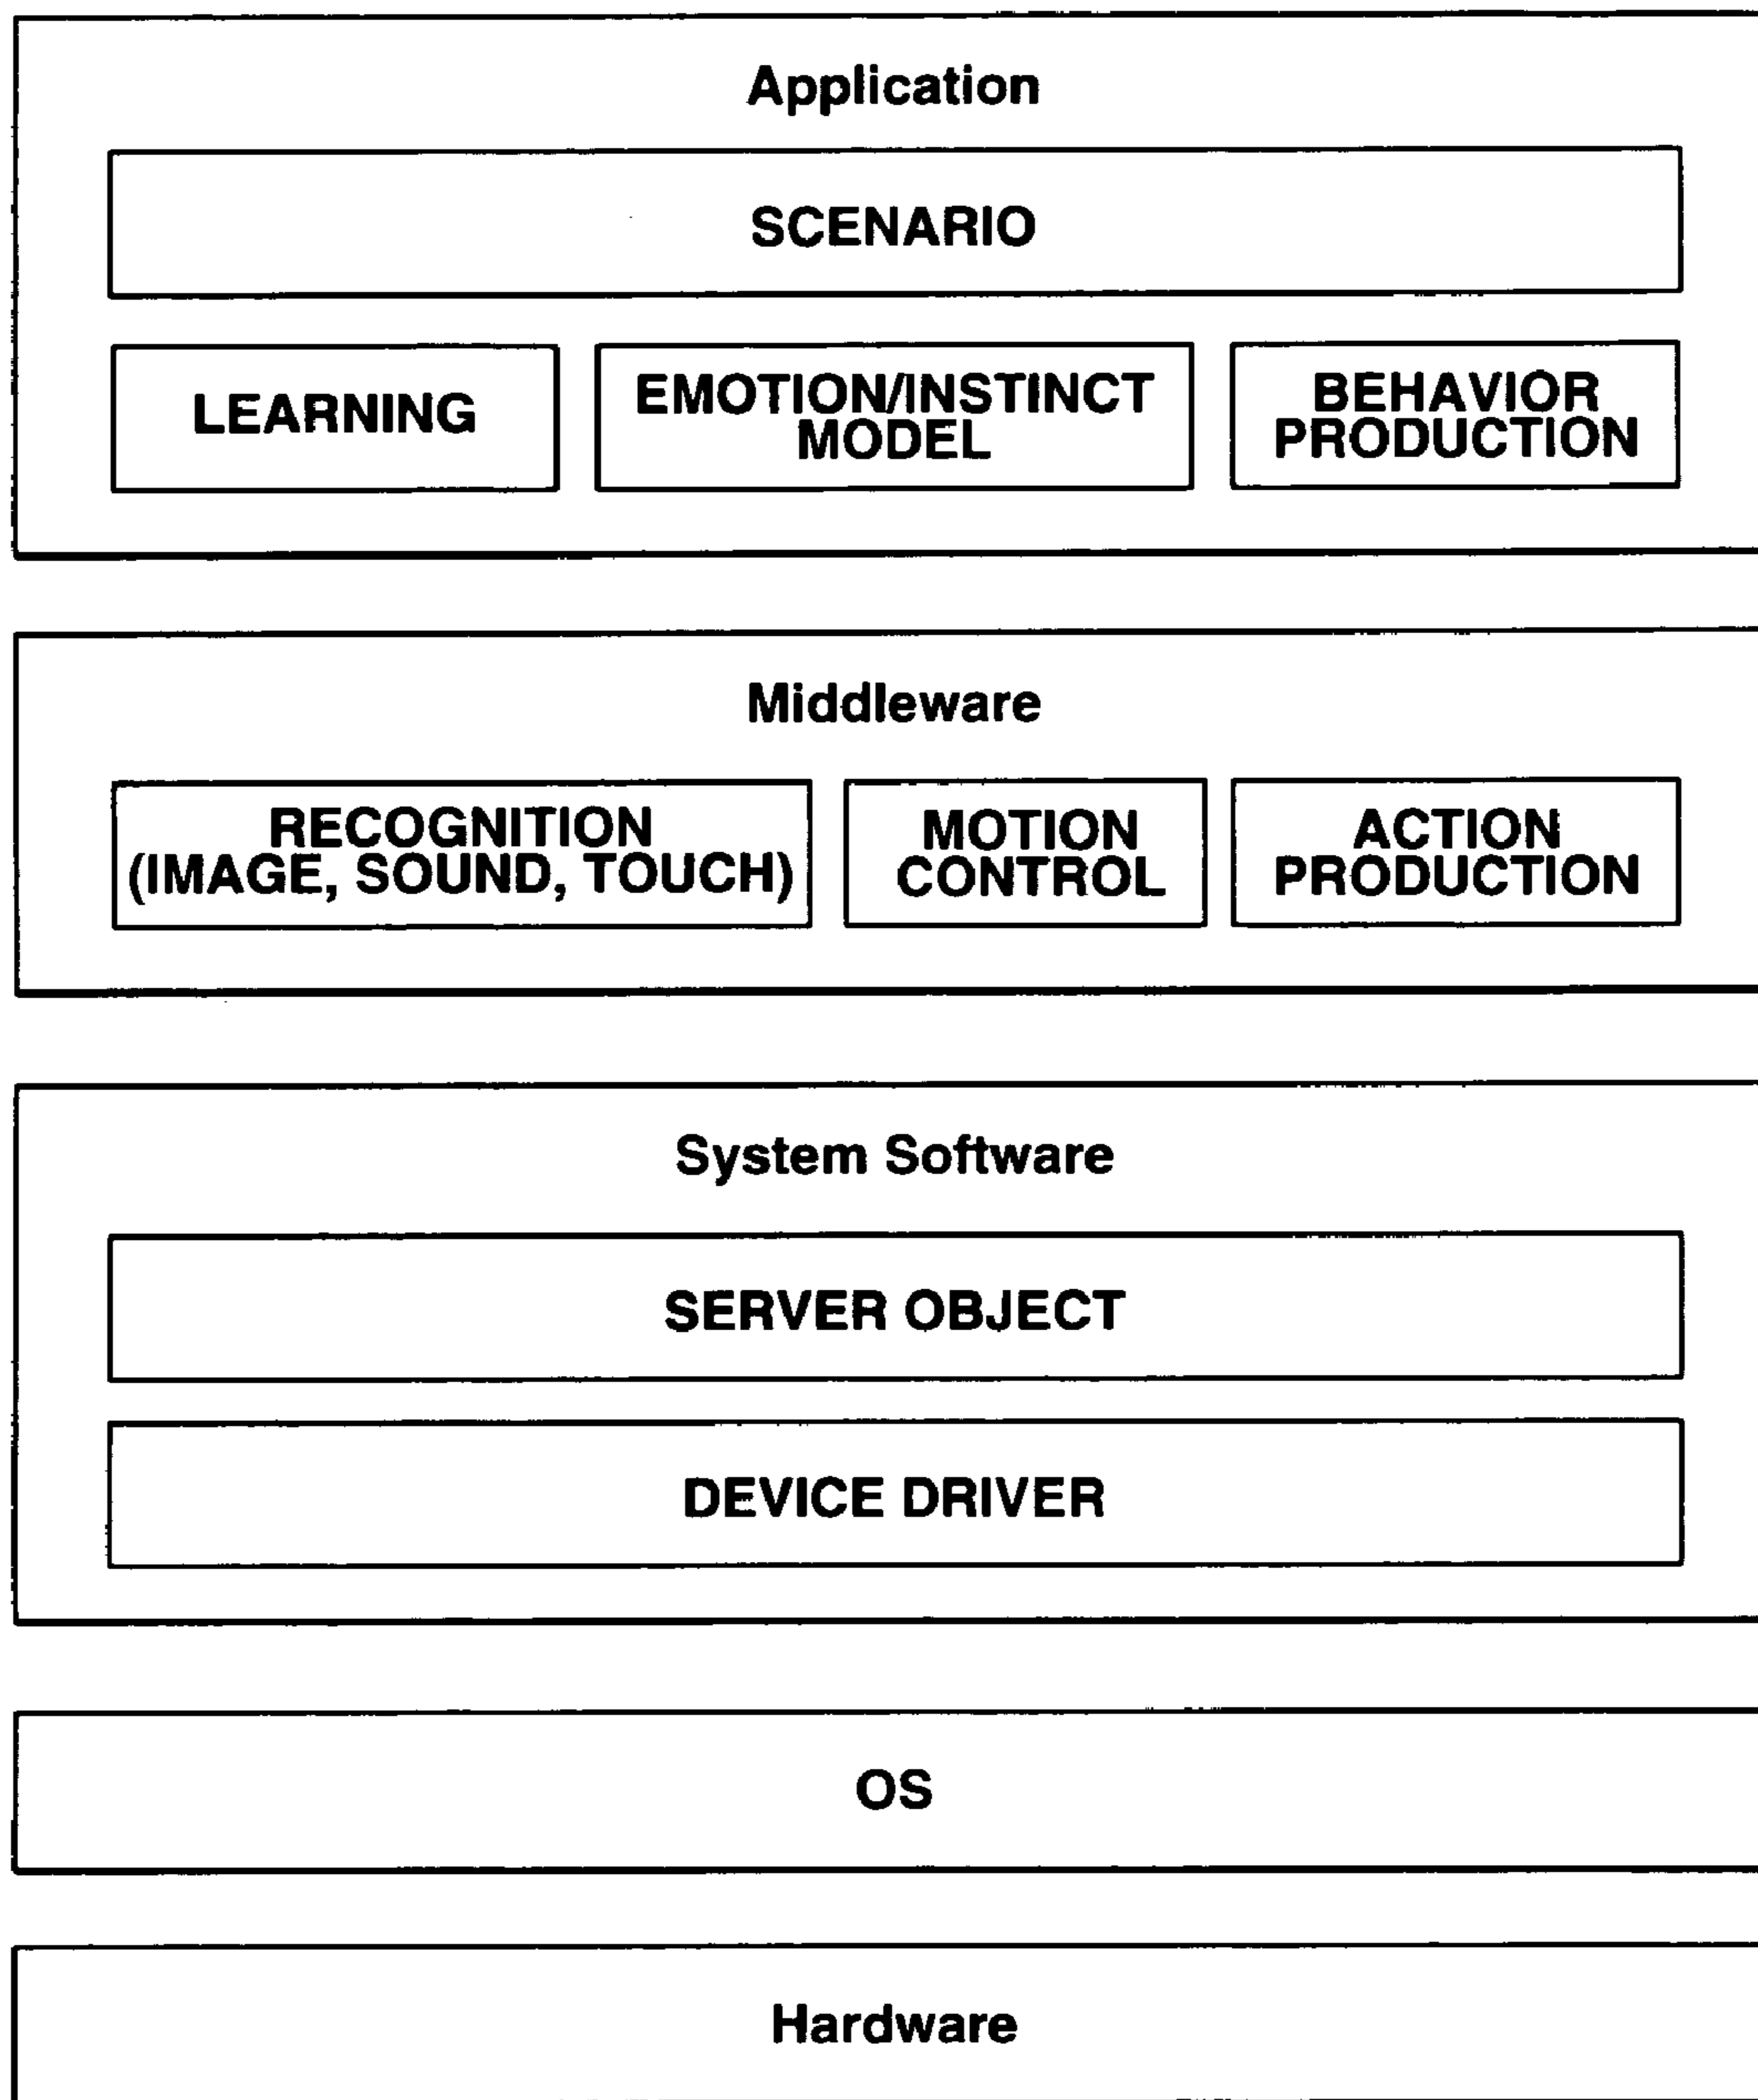 Application
SCENARIO
LEARNING
EMOTION/INSTINCT
MODEL
BEHAVIOR
PRODUCTION
Middleware
RECOGNITION
(IMAGE, SOUND, TOUCH)
MOTION
CONTROL
ACTION
PRODUCTION
System Software
SERVER OBJECT
DEVICE DRIVER
OS
Hardware